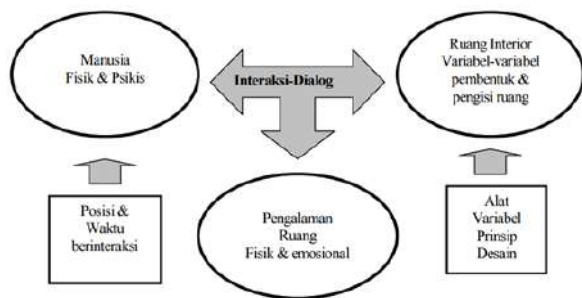 Manusia
Fisik & Psikis
Interaksi-Dialog
Ruang Interior
Variabel-variabel
pembentuk &
pengisi ruang
Posisi &
Waktu
berinteraksi
Pengalaman
Ruang
Fisik & emosional
Alat
Variabel
Prinsip
Desain